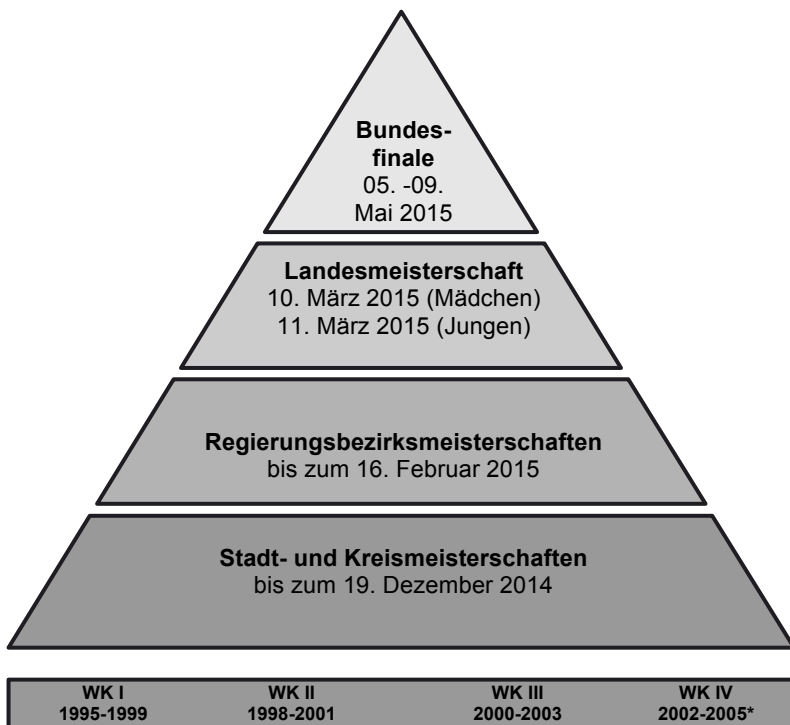 Bundes-
finale
05. -09.
Mai 2015
Landesmeisterschaft
10. März 2015 (Mädchen)
11. März 2015 (Jungen)
Regierungsbezirksmeisterschaften
bis zum 16. Februar 2015
Stadt- und Kreismeisterschaften
bis zum 19. Dezember 2014
WK I WK II WK III WK IV
1995-1999 1998-2001 2000-2003 2002-2005*